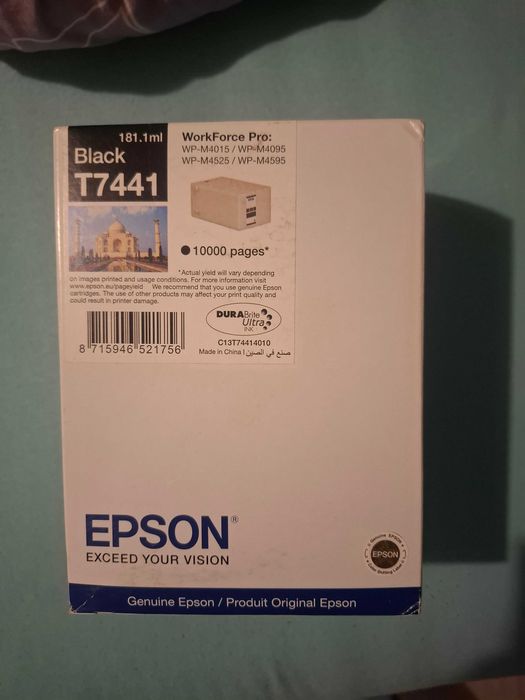 181.1ml
Black
T7441
WorkForce Pro:
WP-M4015 / WP-M4095
WP-M4525 / WP-M4595
10000 pages*
*Actual yield will vary depending
on images printed and usage conditions. For more information visit
www.epson.eu/pageyield We recommend that you use genuine Epson
cartridges. The use of other products may affect your print quality and
could result in printer damage.
DURABrite
Ultra
INK
8 715946 521756
C13T74414010
Made in China | صنع في الصين
EPSON®
EXCEED YOUR VISION
Genuine EPSON
EPSON
Genuine Epson / Produit Original Epson